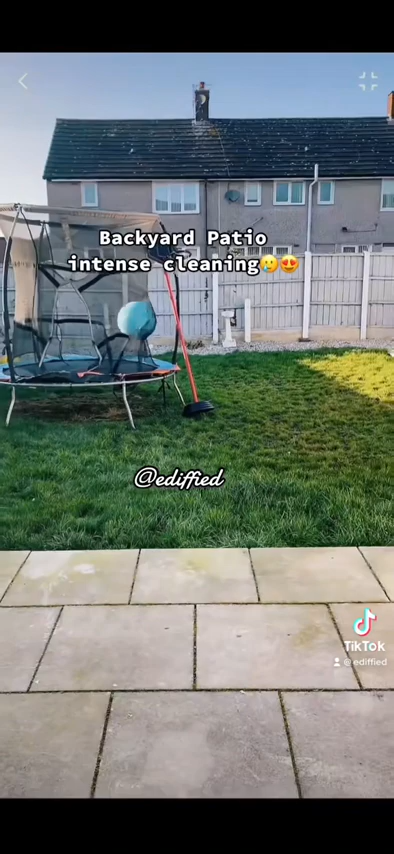 Backyard Patio
intense cleaning🥲😍
@ediffied
TikTok
@ediffied